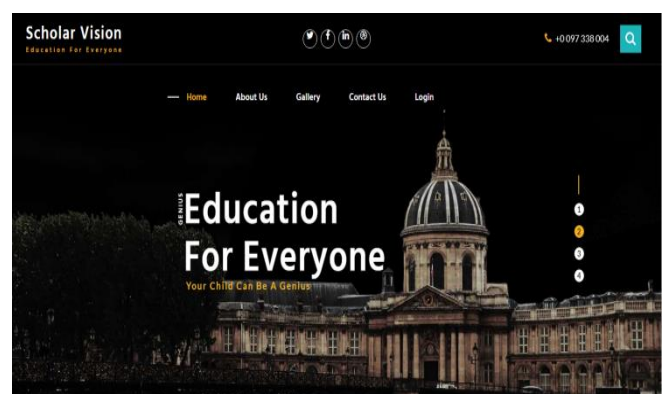 Scholar Vision
Education For Everyone
+0 097 338 004
Home About Us Gallery Contact Us Login
GENIUS
Education
For Everyone
Your Child Can Be A Genius
1
2
3
4